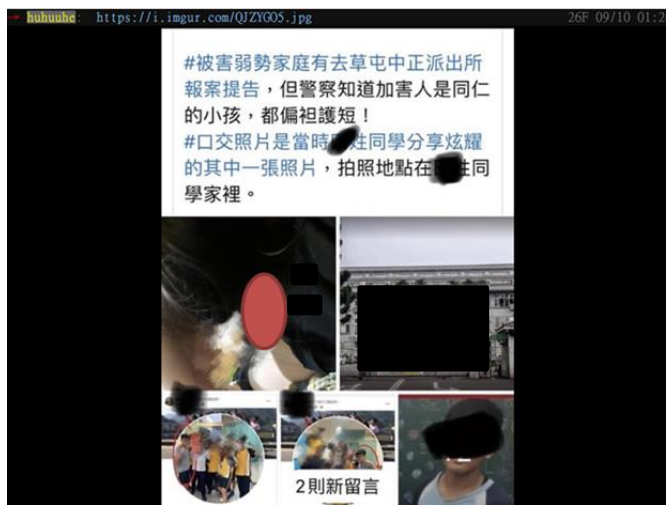 → huhuuhc: https://i.imgur.com/QJZYGO5.jpg 26F 09/10 01:2
#被害弱勢家庭有去草屯中正派出所
報案提告，但警察知道加害人是同仁
的小孩，都偏袒護短！
#口交照片是當時姓同學分享炫耀
的其中一張照片，拍照地點在姓同
學家裡。
2則新留言